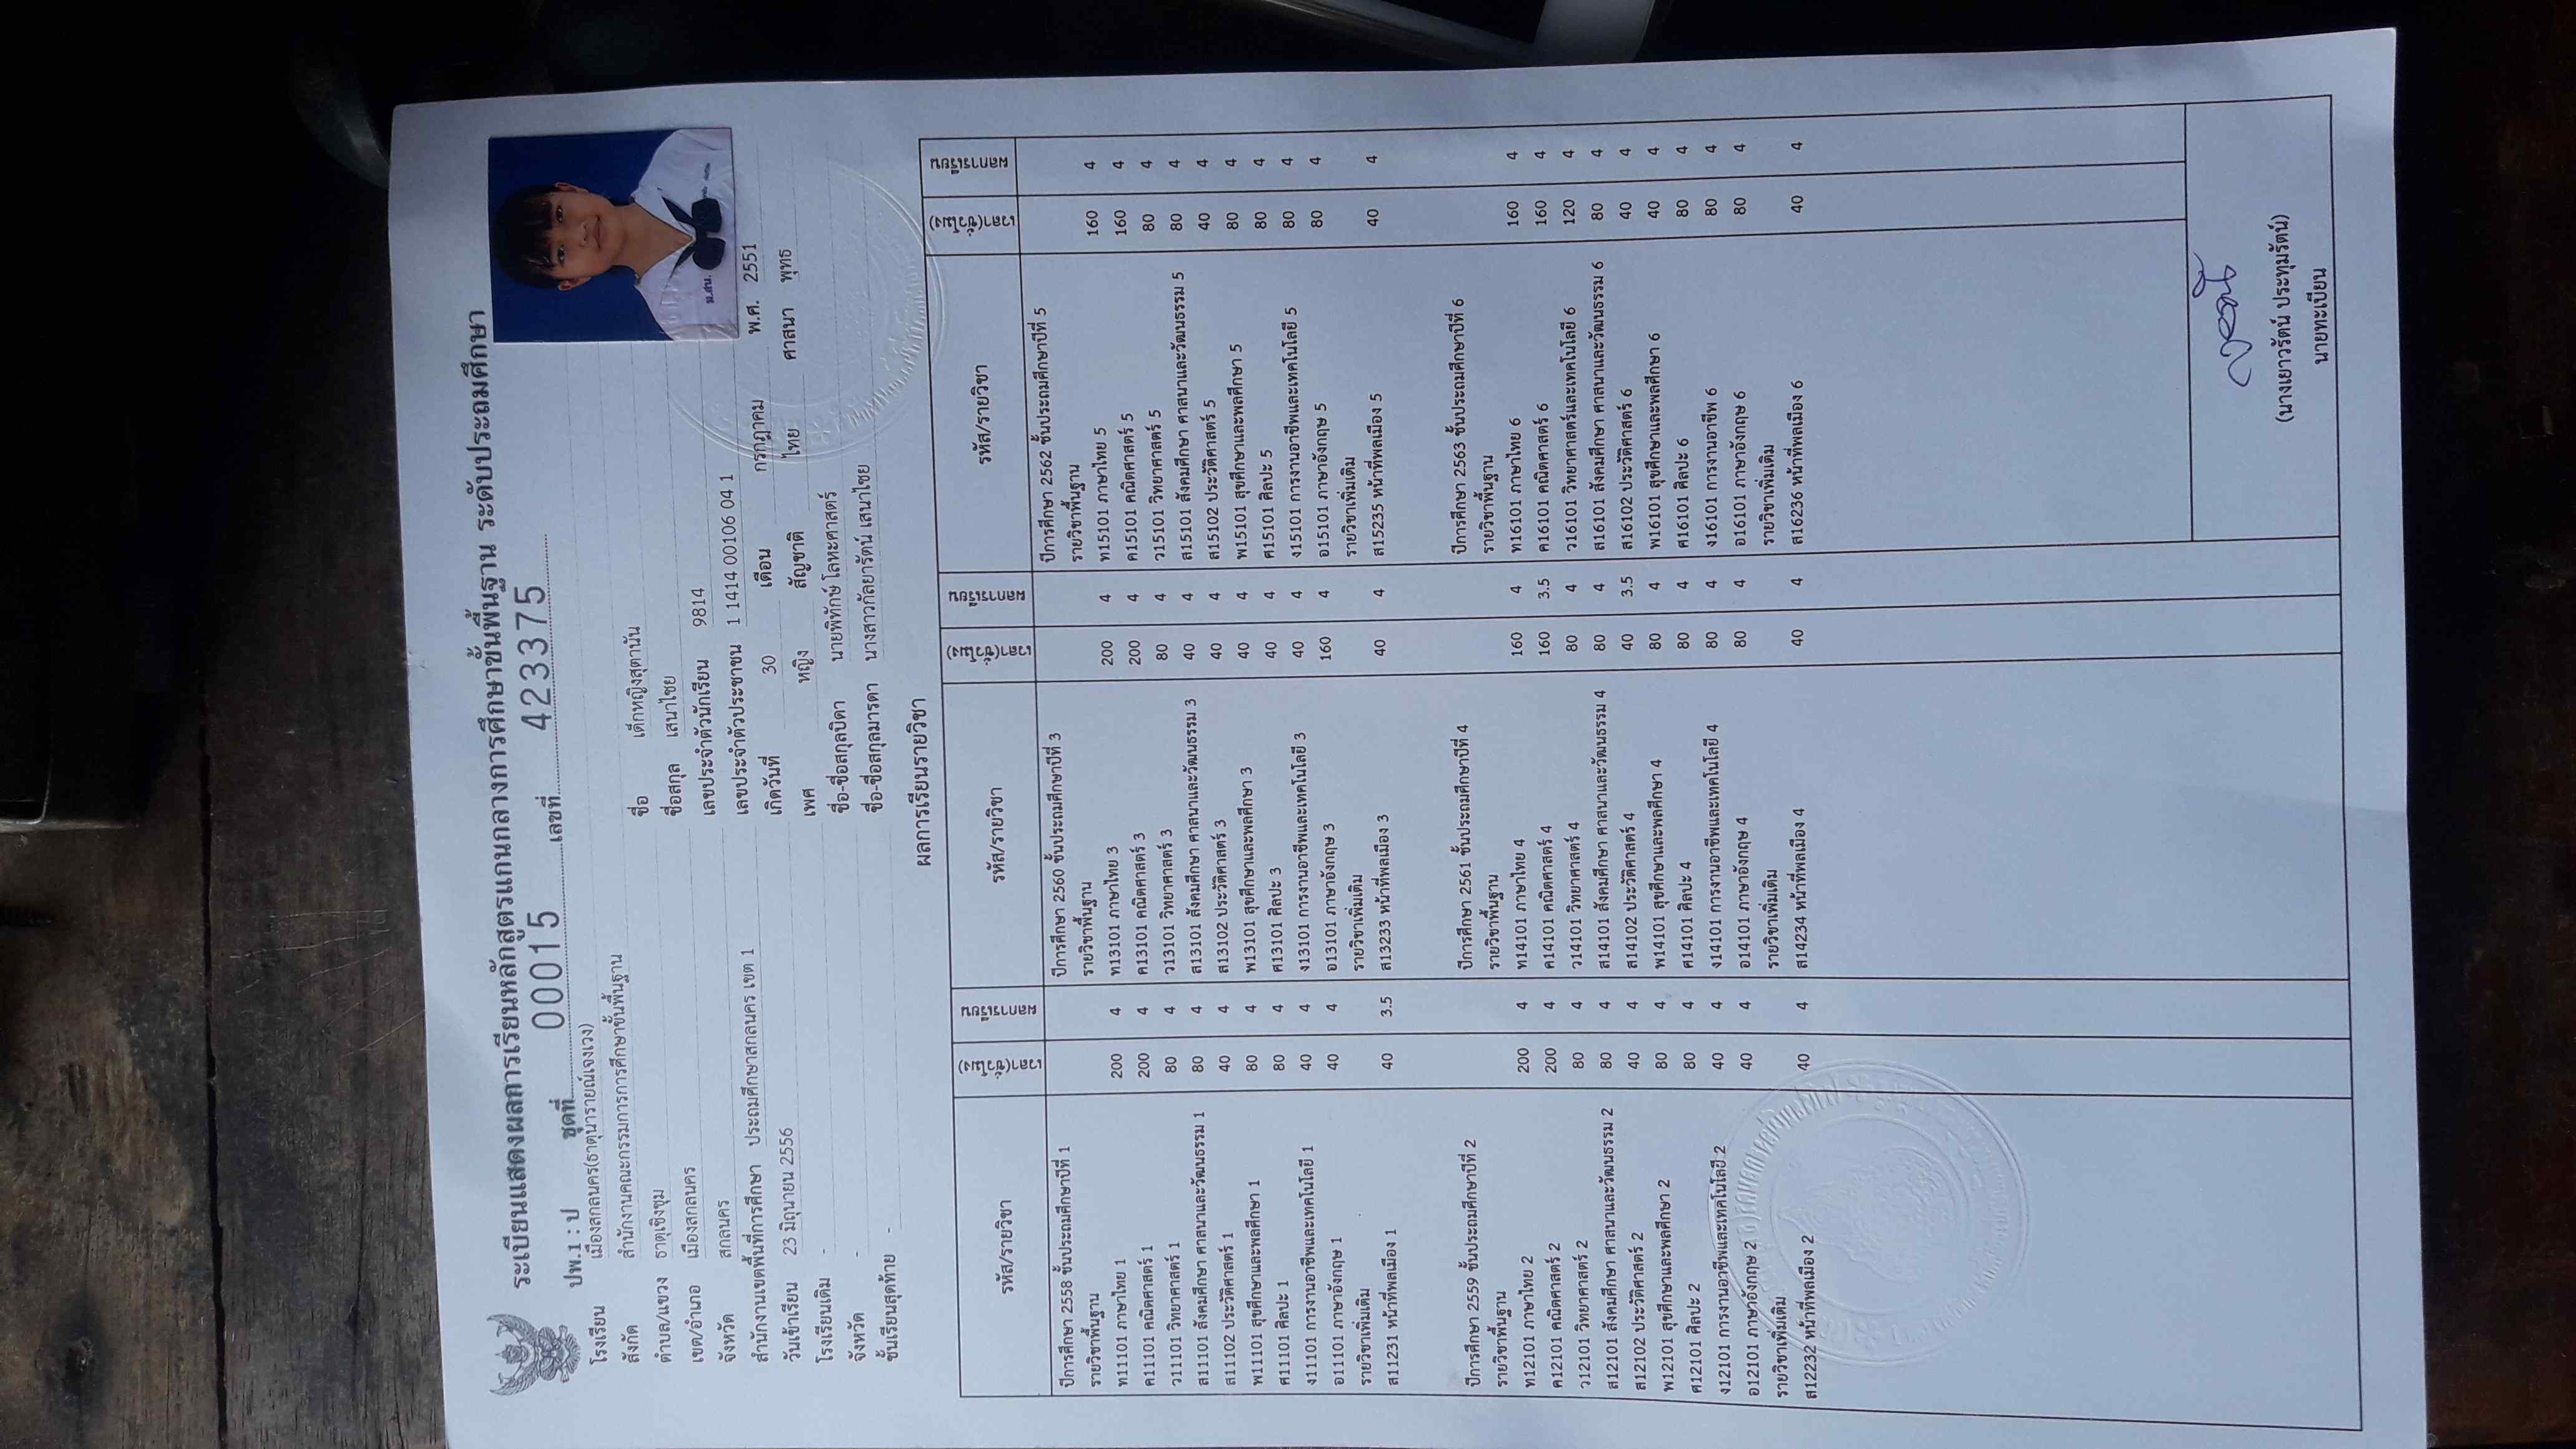 ระเบียนแสดงผลการเรียนหลักสูตรแกนกลางการศึกษาขั้นพื้นฐาน ระดับประถมศึกษา
ปพ.1 : ป ชุดที่ 00015 เลขที่ 423375
โรงเรียน เมืองสกลนคร(ธาตุนารายณ์เจงเวง)
สังกัด สำนักงานคณะกรรมการการศึกษาขั้นพื้นฐาน
ตำบล/แขวง ธาตุเชิงชุม
เขต/อำเภอ เมืองสกลนคร
จังหวัด สกลนคร
สำนักงานเขตพื้นที่การศึกษา ประถมศึกษาสกลนคร เขต 1
วันเข้าเรียน 23 มิถุนายน 2556
โรงเรียนเดิม -
จังหวัด -
ชั้นเรียนสุดท้าย -
ชื่อ เด็กหญิงสุตานัน
ชื่อสกุล เสนาไชย
เลขประจำตัวนักเรียน 9814
เลขประจำตัวประชาชน 1 1414 00106 04 1
เกิดวันที่ 30 เดือน กรกฎาคม พ.ศ. 2551
เพศ หญิง สัญชาติ ไทย ศาสนา พุทธ
ชื่อ-ชื่อสกุลบิดา นายพิทักษ์ โลหะศาสตร์
ชื่อ-ชื่อสกุลมารดา นางสาวกัลยารัตน์ เสนาไชย
ผลการเรียนรายวิชา
รหัส/รายวิชา เวลา(ชั่วโมง) ผลการเรียน
ปีการศึกษา 2558 ชั้นประถมศึกษาปีที่ 1
รายวิชาพื้นฐาน
ท11101 ภาษาไทย 1 200 4
ค11101 คณิตศาสตร์ 1 200 4
ว11101 วิทยาศาสตร์ 1 80 4
ส11101 สังคมศึกษา ศาสนาและวัฒนธรรม 1 80 4
ส11102 ประวัติศาสตร์ 1 40 4
พ11101 สุขศึกษาและพลศึกษา 1 80 4
ศ11101 ศิลปะ 1 80 4
ง11101 การงานอาชีพและเทคโนโลยี 1 40 4
อ11101 ภาษาอังกฤษ 1 40 4
รายวิชาเพิ่มเติม
ส11231 หน้าที่พลเมือง 1 40 3.5
ปีการศึกษา 2559 ชั้นประถมศึกษาปีที่ 2
รายวิชาพื้นฐาน
ท12101 ภาษาไทย 2 200 4
ค12101 คณิตศาสตร์ 2 200 4
ว12101 วิทยาศาสตร์ 2 80 4
ส12101 สังคมศึกษา ศาสนาและวัฒนธรรม 2 80 4
ส12102 ประวัติศาสตร์ 2 40 4
พ12101 สุขศึกษาและพลศึกษา 2 80 4
ศ12101 ศิลปะ 2 80 4
ง12101 การงานอาชีพและเทคโนโลยี 2 40 4
อ12101 ภาษาอังกฤษ 2 40 4
รายวิชาเพิ่มเติม
ส12232 หน้าที่พลเมือง 2 40 4
รหัส/รายวิชา เวลา(ชั่วโมง) ผลการเรียน
ปีการศึกษา 2560 ชั้นประถมศึกษาปีที่ 3
รายวิชาพื้นฐาน
ท13101 ภาษาไทย 3 200 4
ค13101 คณิตศาสตร์ 3 200 4
ว13101 วิทยาศาสตร์ 3 80 4
ส13101 สังคมศึกษา ศาสนาและวัฒนธรรม 3 40 4
ส13102 ประวัติศาสตร์ 3 40 4
พ13101 สุขศึกษาและพลศึกษา 3 40 4
ศ13101 ศิลปะ 3 40 4
ง13101 การงานอาชีพและเทคโนโลยี 3 40 4
อ13101 ภาษาอังกฤษ 3 160 4
รายวิชาเพิ่มเติม
ส13233 หน้าที่พลเมือง 3 40 4
ปีการศึกษา 2561 ชั้นประถมศึกษาปีที่ 4
รายวิชาพื้นฐาน
ท14101 ภาษาไทย 4 160 4
ค14101 คณิตศาสตร์ 4 160 3.5
ว14101 วิทยาศาสตร์ 4 80 4
ส14101 สังคมศึกษา ศาสนาและวัฒนธรรม 4 80 4
ส14102 ประวัติศาสตร์ 4 40 3.5
พ14101 สุขศึกษาและพลศึกษา 4 80 4
ศ14101 ศิลปะ 4 80 4
ง14101 การงานอาชีพและเทคโนโลยี 4 80 4
อ14101 ภาษาอังกฤษ 4 80 4
รายวิชาเพิ่มเติม
ส14234 หน้าที่พลเมือง 4 40 4
รหัส/รายวิชา เวลา(ชั่วโมง) ผลการเรียน
ปีการศึกษา 2562 ชั้นประถมศึกษาปีที่ 5
รายวิชาพื้นฐาน
ท15101 ภาษาไทย 5 160 4
ค15101 คณิตศาสตร์ 5 160 4
ว15101 วิทยาศาสตร์ 5 80 4
ส15101 สังคมศึกษา ศาสนาและวัฒนธรรม 5 80 4
ส15102 ประวัติศาสตร์ 5 40 4
พ15101 สุขศึกษาและพลศึกษา 5 80 4
ศ15101 ศิลปะ 5 80 4
ง15101 การงานอาชีพและเทคโนโลยี 5 80 4
อ15101 ภาษาอังกฤษ 5 80 4
รายวิชาเพิ่มเติม
ส15235 หน้าที่พลเมือง 5 40 4
ปีการศึกษา 2563 ชั้นประถมศึกษาปีที่ 6
รายวิชาพื้นฐาน
ท16101 ภาษาไทย 6 160 4
ค16101 คณิตศาสตร์ 6 160 4
ว16101 วิทยาศาสตร์และเทคโนโลยี 6 120 4
ส16101 สังคมศึกษา ศาสนาและวัฒนธรรม 6 80 4
ส16102 ประวัติศาสตร์ 6 40 4
พ16101 สุขศึกษาและพลศึกษา 6 40 4
ศ16101 ศิลปะ 6 80 4
ง16101 การงานอาชีพ 6 80 4
อ16101 ภาษาอังกฤษ 6 80 4
รายวิชาเพิ่มเติม
ส16236 หน้าที่พลเมือง 6 40 4
(นางเยาวรัตน์ ประทุมรัตน์)
นายทะเบียน